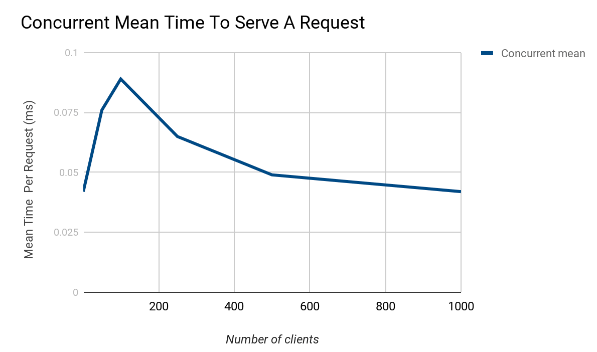 Concurrent Mean Time To Serve A Request
Concurrent mean
Mean Time Per Request (ms)
0.1
0.075
0.05
0.025
0
200 400 600 800 1000
Number of clients